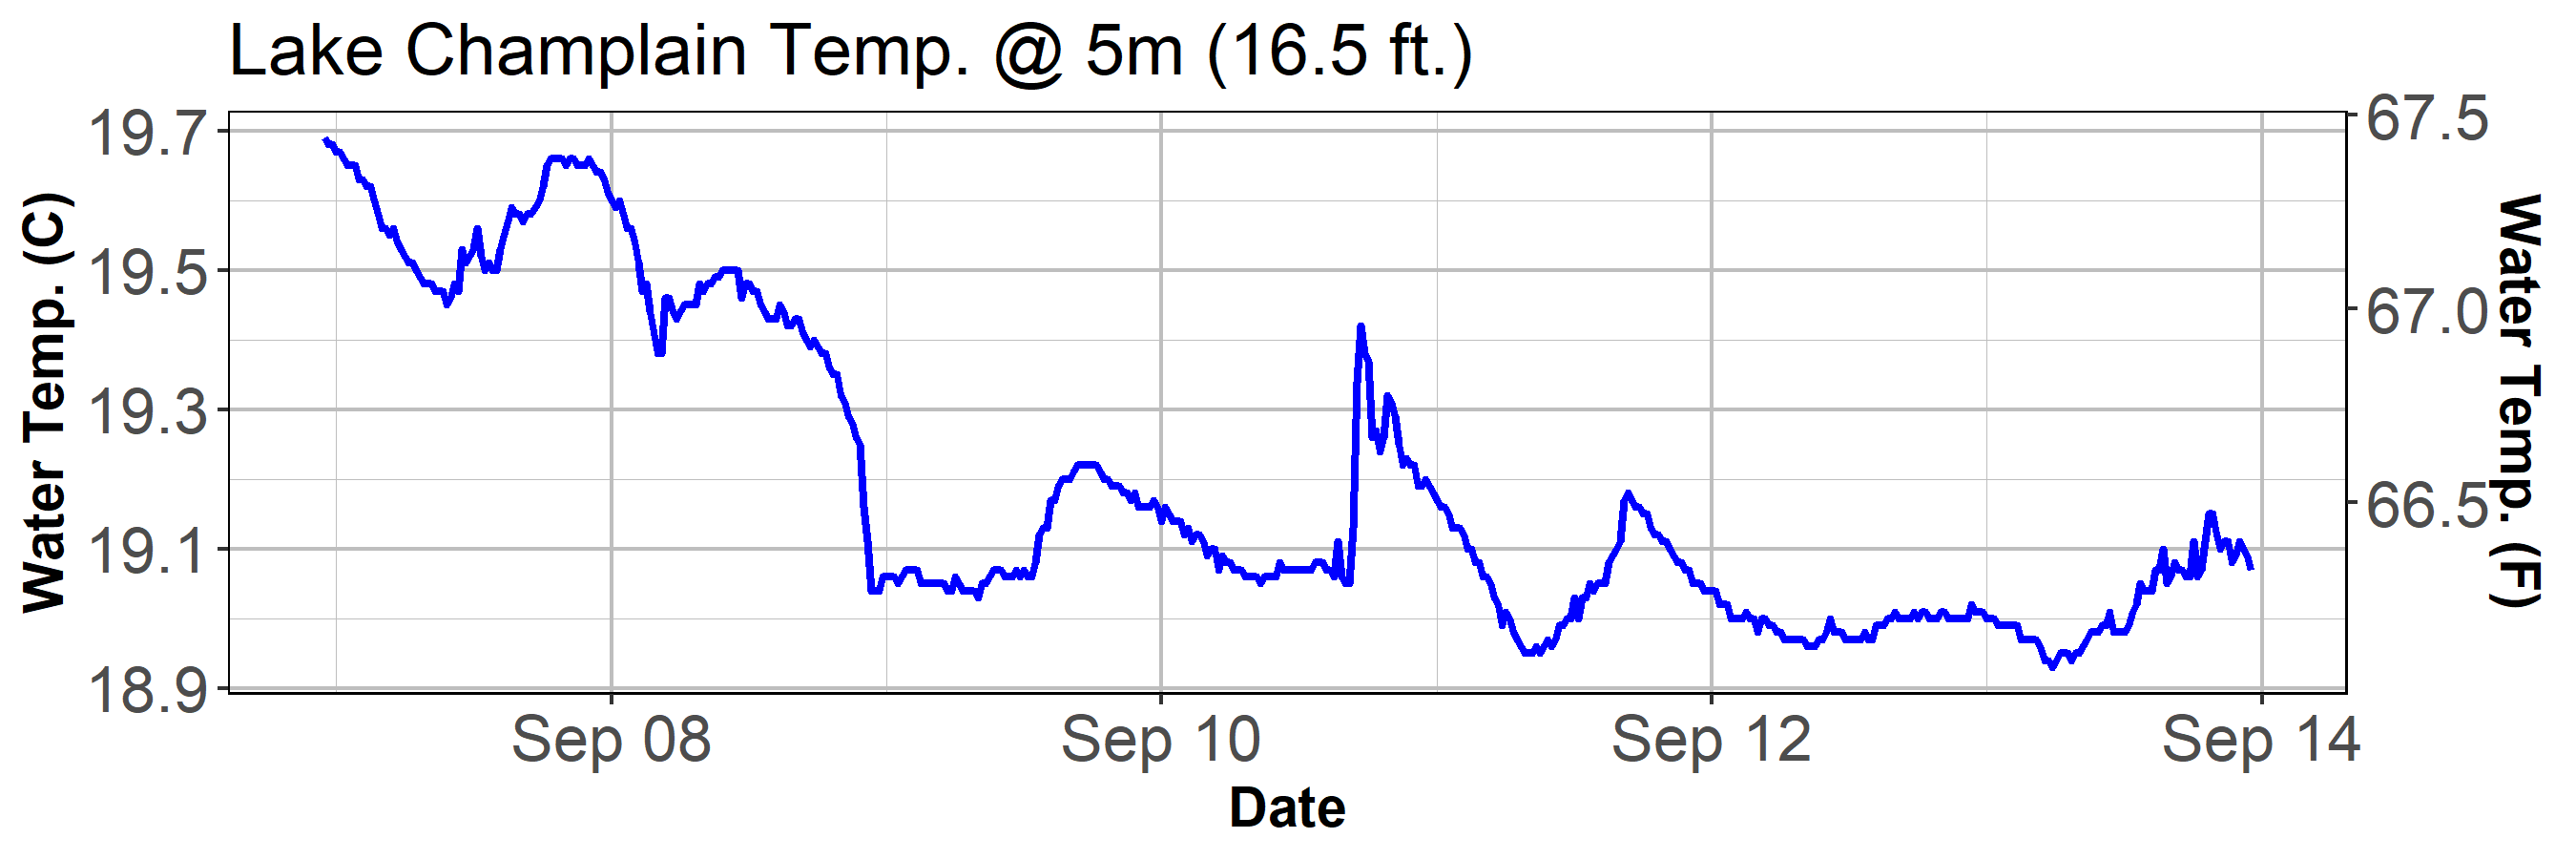 Lake Champlain Temp. @ 5m (16.5 ft.)
Water Temp. (C)
19.7
19.5
19.3
19.1
18.9
67.5
67.0
66.5
Water Temp. (F)
Sep 08
Sep 10
Sep 12
Sep 14
Date